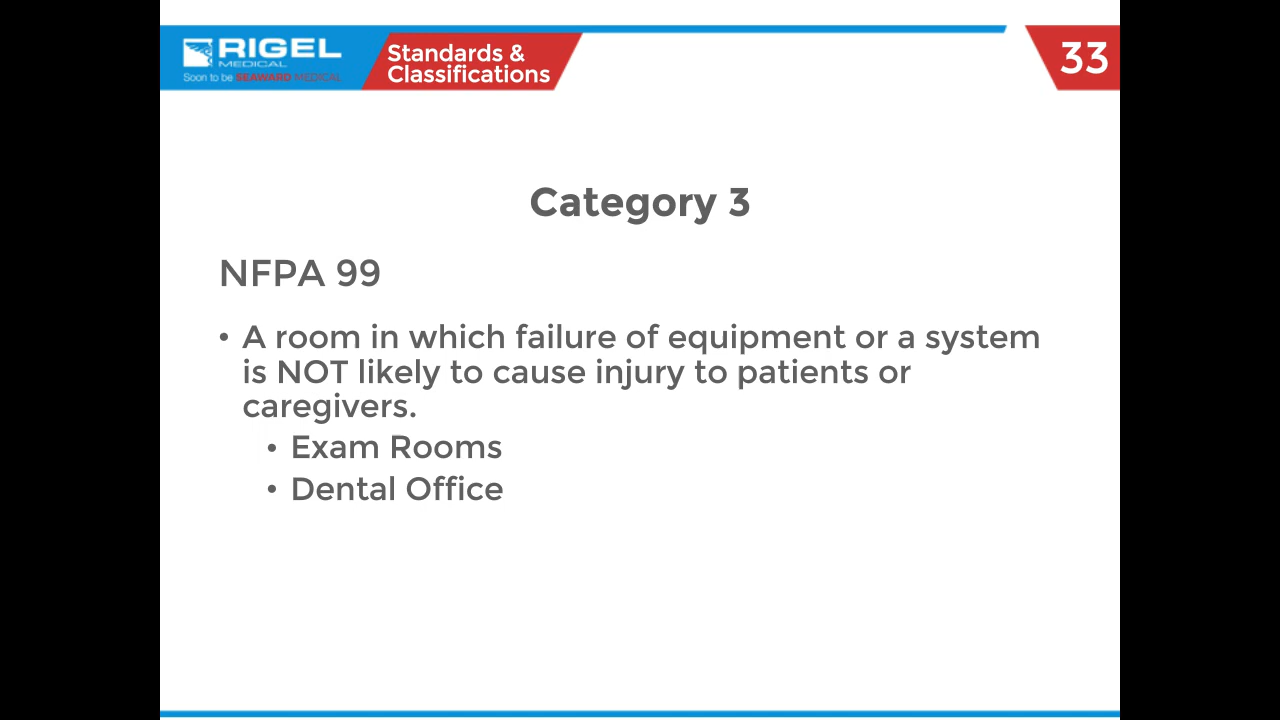 RIGEL
MEDICAL
Soon to be SEAWARD MEDICAL
Standards &
Classifications
33
Category 3
NFPA 99
• A room in which failure of equipment or a system
is NOT likely to cause injury to patients or
caregivers.
• Exam Rooms
• Dental Office